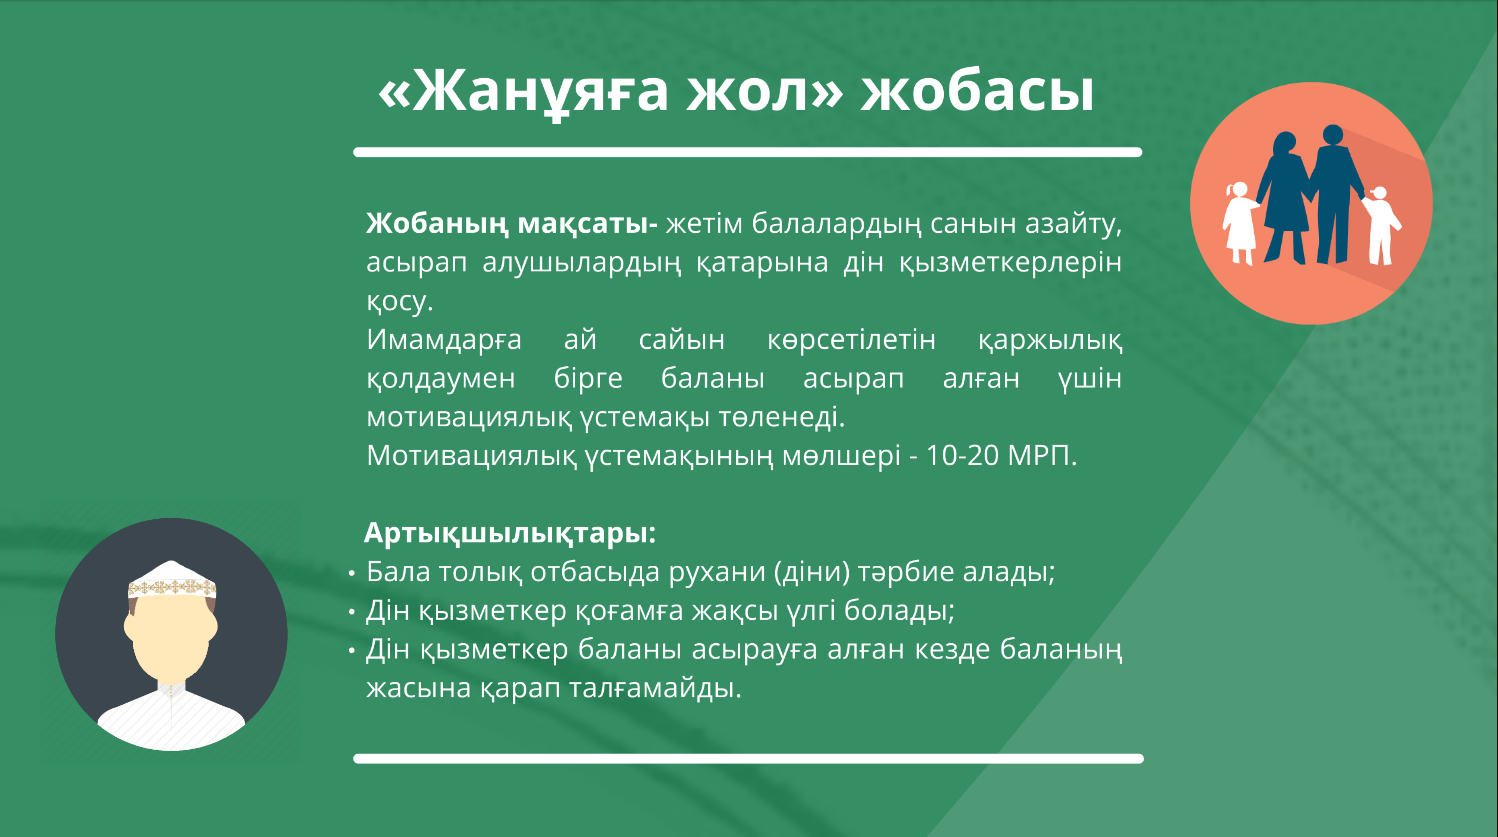 «Жанұяға жол» жобасы
Жобаның мақсаты- жетім балалардың санын азайту,
асырап алушылардың қатарына дін қызметкерлерін
қосу.
Имамдарға ай сайын көрсетілетін қаржылық
қолдаумен бірге баланы асырап алған үшін
мотивациялық үстемақы төленеді.
Мотивациялық үстемақының мөлшері - 10-20 МРП.
Артықшылықтары:
• Бала толық отбасыда рухани (діни) тәрбие алады;
• Дін қызметкер қоғамға жақсы үлгі болады;
• Дін қызметкер баланы асырауға алған кезде баланың
жасына қарап талғамайды.